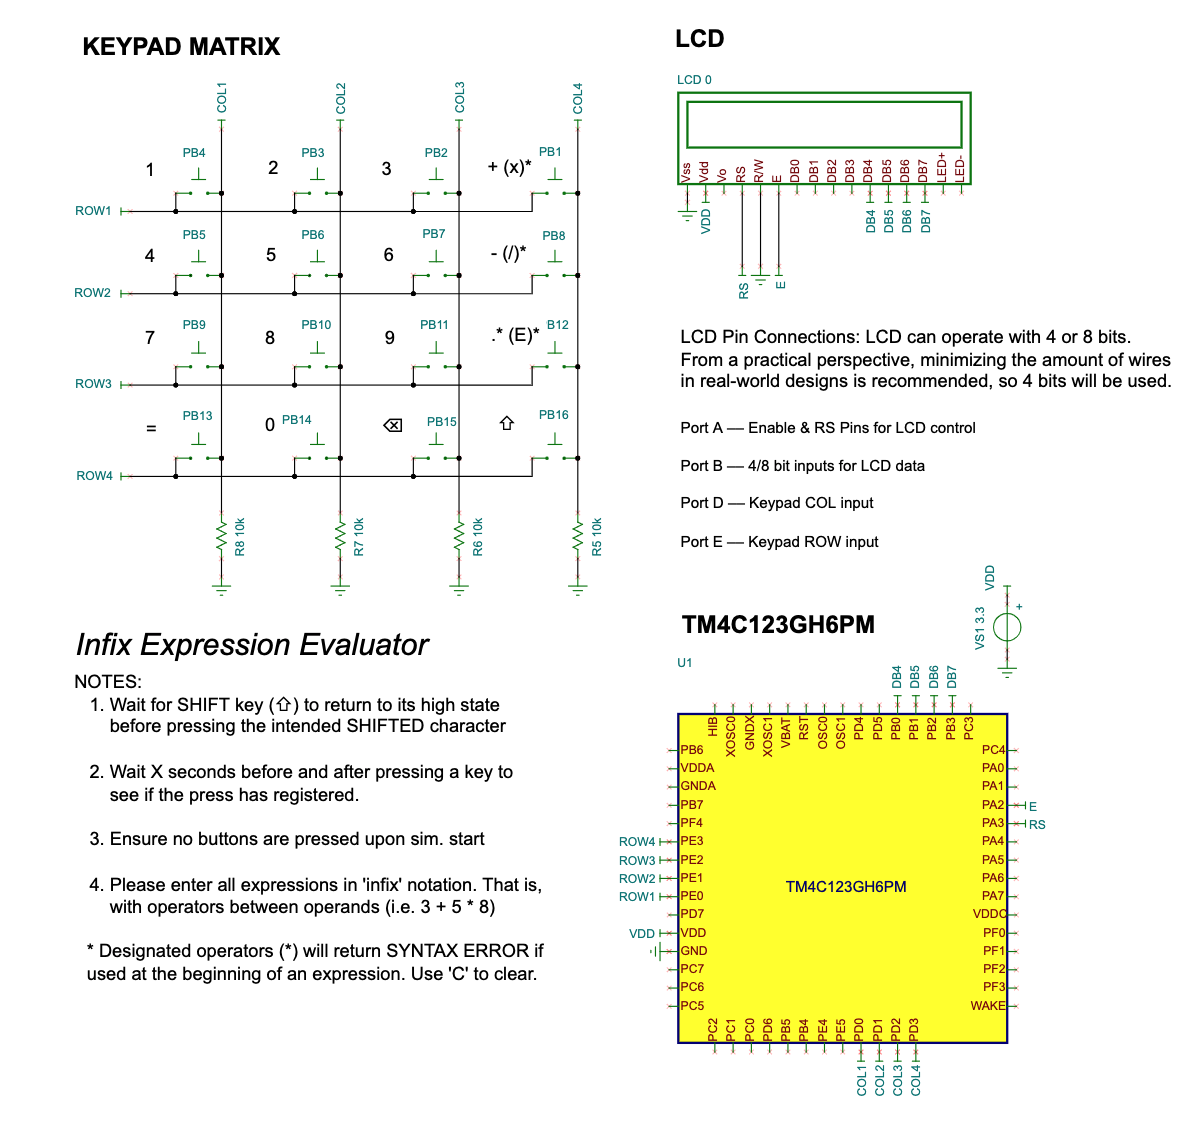 KEYPAD MATRIX
COL1
COL2
COL3
COL4
1
PB4
2
PB3
3
PB2
+ (x)*
PB1
ROW1
4
PB5
5
PB6
6
PB7
- (/)*
PB8
ROW2
7
PB9
8
PB10
9
PB11
.* (E)*
B12
ROW3
=
PB13
0
PB14
⌫
PB15
⇧
PB16
ROW4
R8 10k
R7 10k
R6 10k
R5 10k
LCD
LCD 0
Vss
Vdd
Vo
RS
R/W
E
DB0
DB1
DB2
DB3
DB4
DB5
DB6
DB7
LED+
LED-
VDD
DB4
DB5
DB6
DB7
RS
E
LCD Pin Connections: LCD can operate with 4 or 8 bits.
From a practical perspective, minimizing the amount of wires
in real-world designs is recommended, so 4 bits will be used.
Port A — Enable & RS Pins for LCD control
Port B — 4/8 bit inputs for LCD data
Port D — Keypad COL input
Port E — Keypad ROW input
Infix Expression Evaluator
NOTES:
1. Wait for SHIFT key (⇧) to return to its high state
before pressing the intended SHIFTED character
2. Wait X seconds before and after pressing a key to
see if the press has registered.
3. Ensure no buttons are pressed upon sim. start
4. Please enter all expressions in 'infix' notation. That is,
with operators between operands (i.e. 3 + 5 * 8)
* Designated operators (*) will return SYNTAX ERROR if
used at the beginning of an expression. Use 'C' to clear.
TM4C123GH6PM
VDD
VS1 3.3
+
U1
DB4
DB5
DB6
DB7
HIB
XOSC0
GNDX
XOSC1
VBAT
RST
OSC0
OSC1
PD4
PD5
PB0
PB1
PB2
PB3
PC3
PB6
VDDA
GNDA
PB7
PF4
ROW4
PE3
ROW3
PE2
ROW2
PE1
ROW1
PE0
PD7
VDD
VDD
GND
PC7
PC6
PC5
TM4C123GH6PM
PC4
PA0
PA1
PA2
E
PA3
RS
PA4
PA5
PA6
PA7
VDDC
PF0
PF1
PF2
PF3
WAKE
PC2
PC1
PC0
PD6
PB5
PB4
PE4
PE5
PD0
PD1
PD2
PD3
COL1
COL2
COL3
COL4